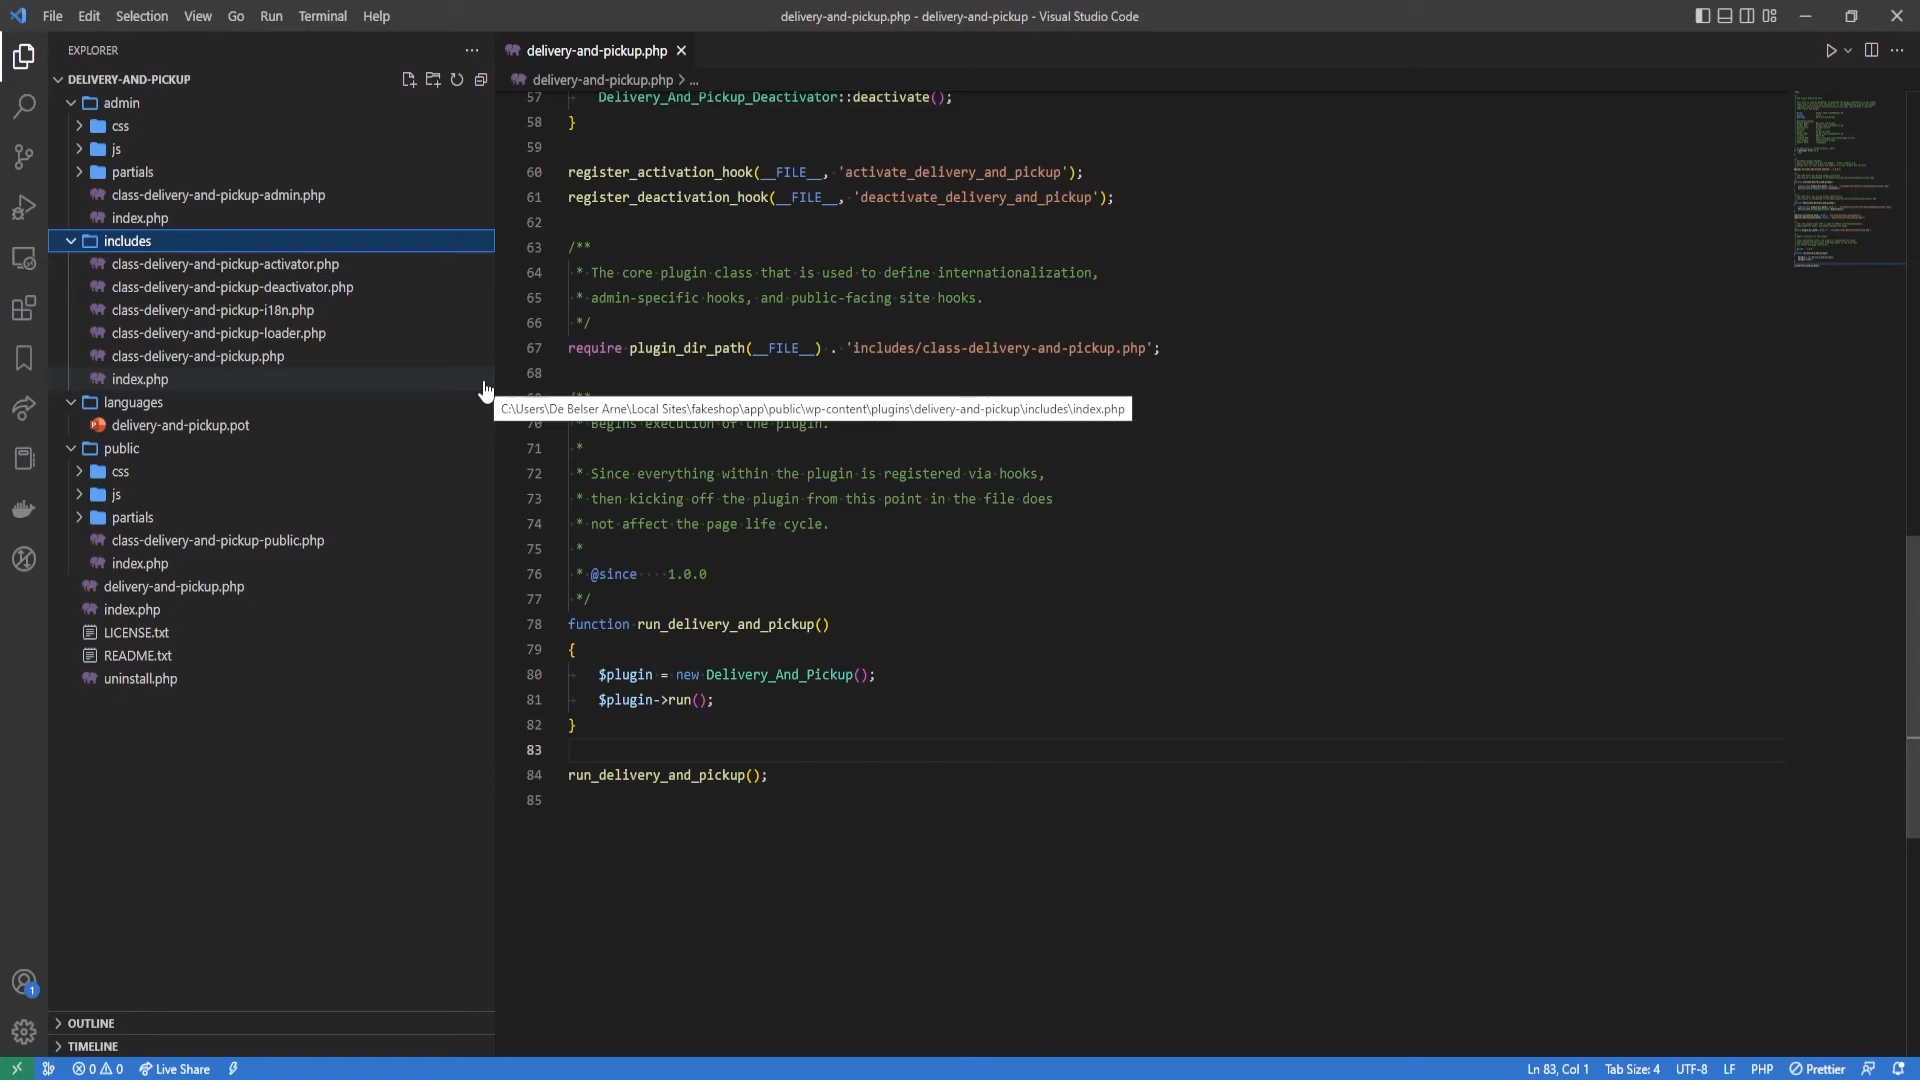 File Edit Selection View Go Run Terminal Help
delivery-and-pickup.php - delivery-and-pickup - Visual Studio Code
EXPLORER
DELIVERY-AND-PICKUP
admin
css
js
partials
class-delivery-and-pickup-admin.php
index.php
includes
class-delivery-and-pickup-activator.php
class-delivery-and-pickup-deactivator.php
class-delivery-and-pickup-i18n.php
class-delivery-and-pickup-loader.php
class-delivery-and-pickup.php
index.php
languages
delivery-and-pickup.pot
public
css
js
partials
class-delivery-and-pickup-public.php
index.php
delivery-and-pickup.php
index.php
LICENSE.txt
README.txt
uninstall.php
OUTLINE
TIMELINE
delivery-and-pickup.php
delivery-and-pickup.php > ...
57 Delivery_And_Pickup_Deactivator::deactivate();
58 }
59
60 register_activation_hook(__FILE__, 'activate_delivery_and_pickup');
61 register_deactivation_hook(__FILE__, 'deactivate_delivery_and_pickup');
62
63 /**
64 * The core plugin class that is used to define internationalization,
65 * admin-specific hooks, and public-facing site hooks.
66 */
67 require plugin_dir_path(__FILE__) . 'includes/class-delivery-and-pickup.php';
68
C:\Users\De Belser Arne\Local Sites\fakeshop\app\public\wp-content\plugins\delivery-and-pickup\includes\index.php
70 * Begins execution of the plugin.
71 *
72 * Since everything within the plugin is registered via hooks,
73 * then kicking off the plugin from this point in the file does
74 * not affect the page life cycle.
75 *
76 * @since 1.0.0
77 */
78 function run_delivery_and_pickup()
79 {
80 $plugin = new Delivery_And_Pickup();
81 $plugin->run();
82 }
83
84 run_delivery_and_pickup();
85
1
0 0 Live Share
Ln 83, Col 1 Tab Size: 4 UTF-8 LF PHP Prettier